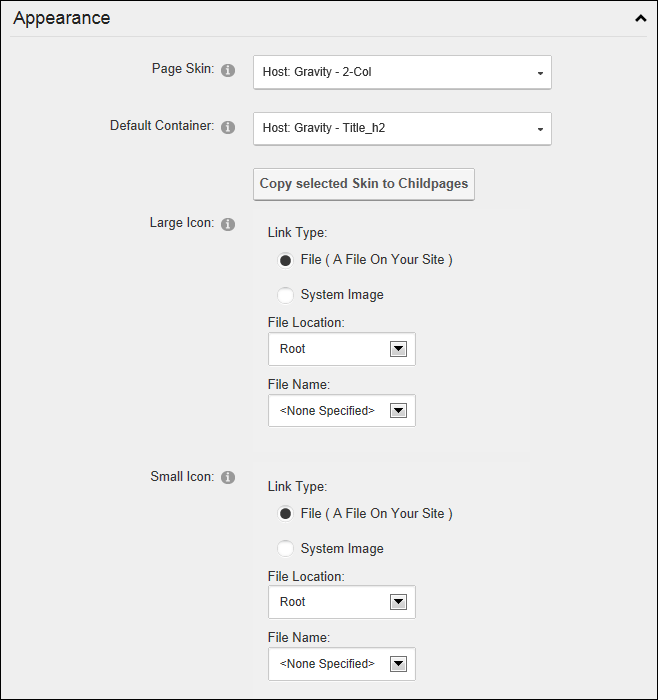 Appearance
Page Skin:
Host: Gravity - 2-Col
Default Container:
Host: Gravity - Title_h2
Copy selected Skin to Childpages
Large Icon:
Link Type:
File ( A File On Your Site )
System Image
File Location:
Root
File Name:
<None Specified>
Small Icon:
Link Type:
File ( A File On Your Site )
System Image
File Location:
Root
File Name:
<None Specified>